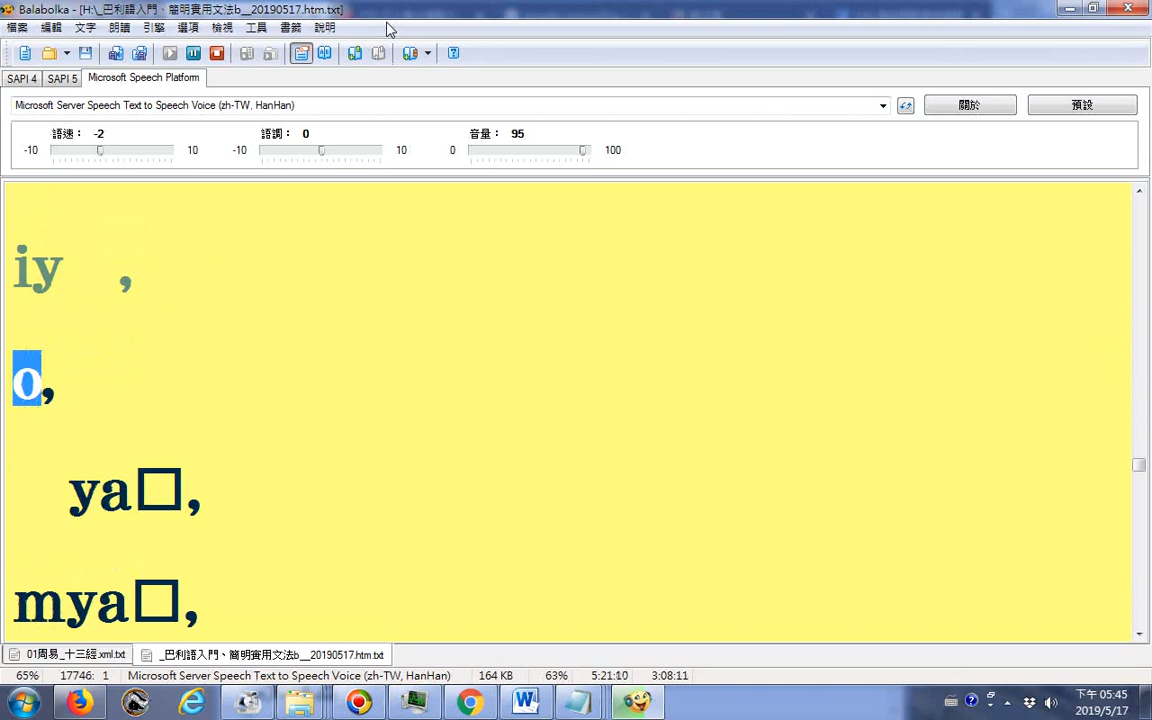 Balabolka - [H:\_巴利語入門、簡明實用文法b__20190517.htm.txt]
檔案 編輯 文字 朗讀 引擎 選項 檢視 工具 書籤 說明
SAPI 4 SAPI 5 Microsoft Speech Platform
Microsoft Server Speech Text to Speech Voice (zh-TW, HanHan) 關於 預設
語速： -2 語調： 0 音量： 95
-10 10 -10 10 0 100
iy ,
o,
ya□,
mya□,
01周易_十三經.xml.txt _巴利語入門、簡明實用文法b__20190517.htm.txt
65% 17746: 1 Microsoft Server Speech Text to Speech Voice (zh-TW, HanHan) 164 KB 63% 5:21:10 3:08:11
下午 05:45
2019/5/17